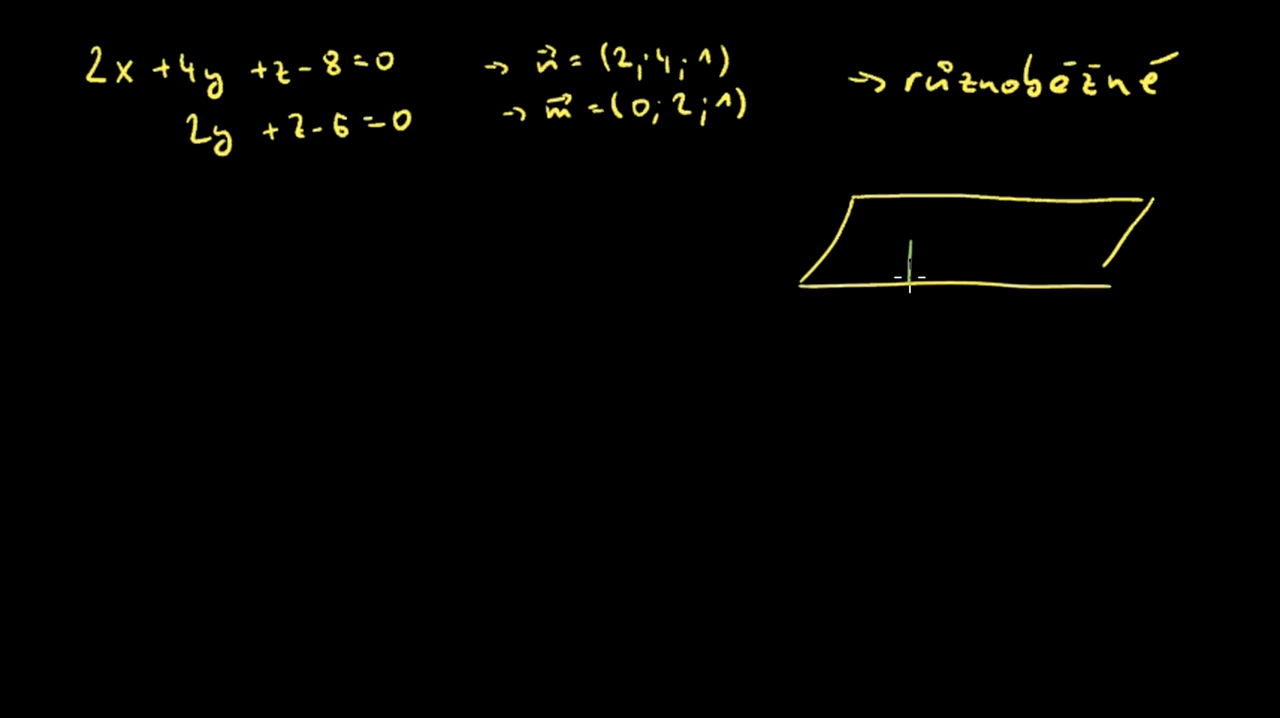 2x + 4y + z - 8 = 0 → n⃗ = (2; 4; 1) → různoběžné
2y + z - 6 = 0 → m⃗ = (0; 2; 1)